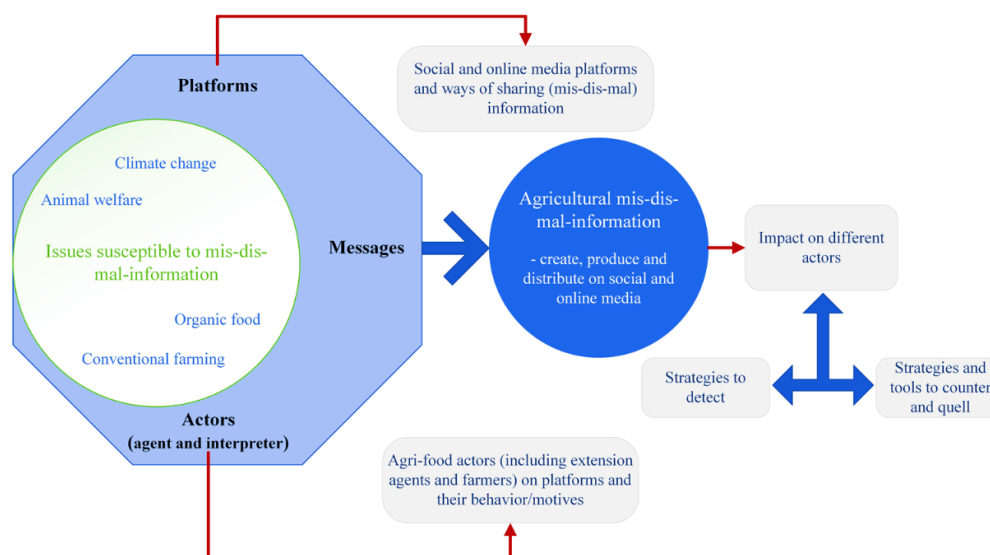 Platforms
Social and online media platforms
and ways of sharing (mis-dis-mal)
information
Climate change
Animal welfare
Issues susceptible to mis-dis-
mal-information
Organic food
Conventional farming
Messages
Actors
(agent and interpreter)
Agricultural mis-dis-
mal-information
- create, produce and
distribute on social and
online media
Impact on different
actors
Strategies to
detect
Strategies and
tools to counter
and quell
Agri-food actors (including extension
agents and farmers) on platforms and
their behavior/motives